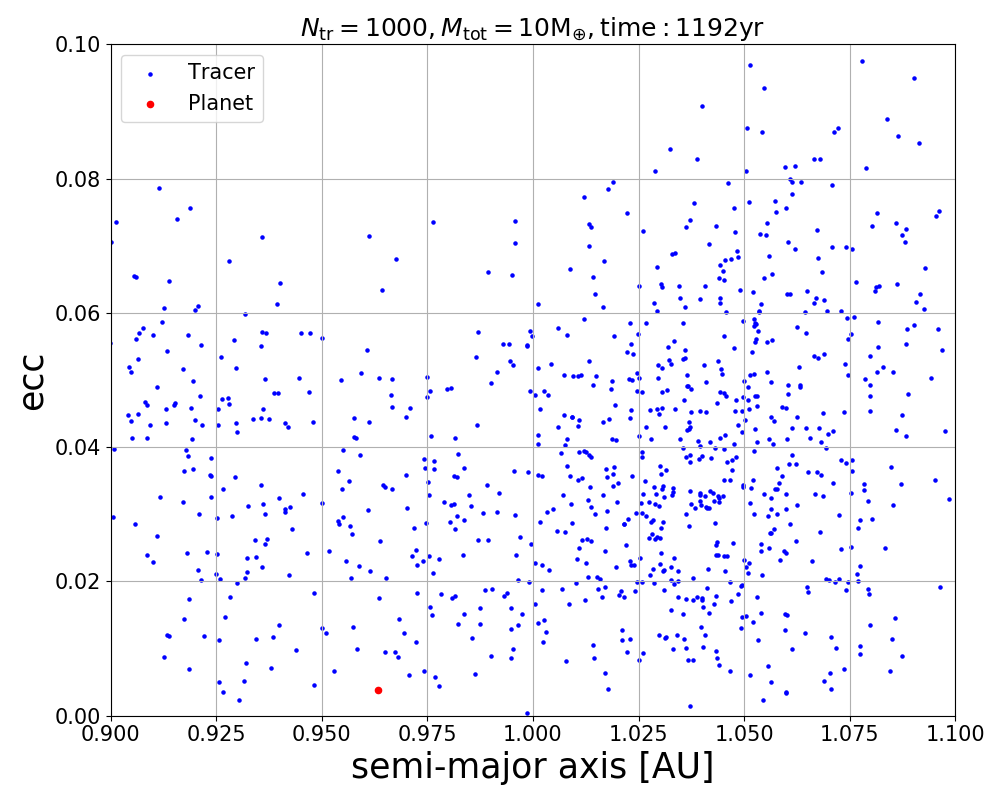 N_tr = 1000, M_tot = 10M_⊕, time : 1192yr
Tracer
Planet
ecc
0.10
0.08
0.06
0.04
0.02
0.00
0.900 0.925 0.950 0.975 1.000 1.025 1.050 1.075 1.100
semi-major axis [AU]